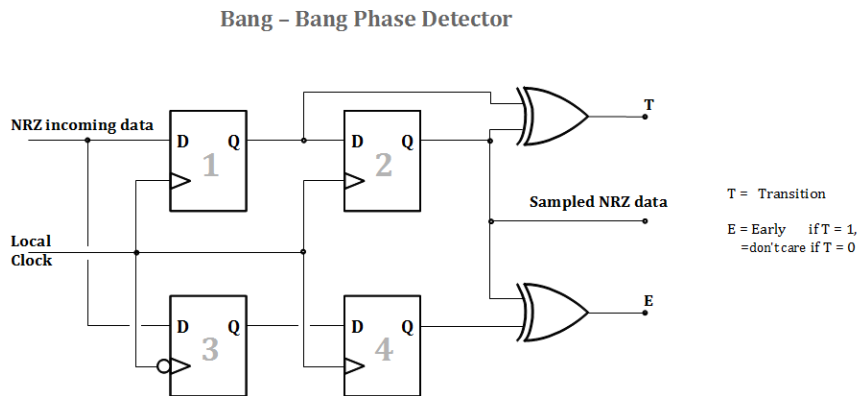 Bang – Bang Phase Detector
NRZ incoming data
D Q
1
D Q
2
T
Sampled NRZ data
T = Transition
E = Early if T = 1,
=don't care if T = 0
Local
Clock
D Q
3
D Q
4
E